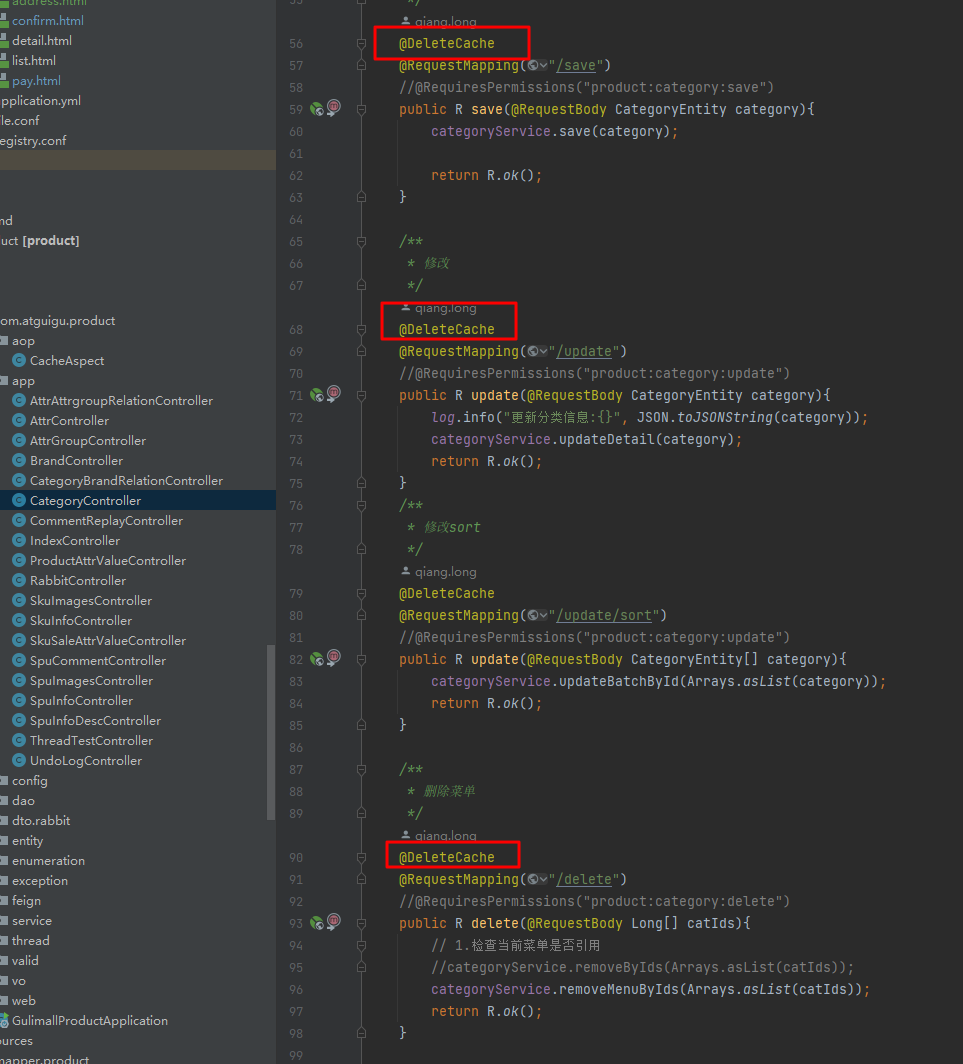 address.html
confirm.html
detail.html
list.html
pay.html
pplication.yml
le.conf
egistry.conf
nd
uct [product]
om.atguigu.product
aop
CacheAspect
app
AttrAttrgroupRelationController
AttrController
AttrGroupController
BrandController
CategoryBrandRelationController
CategoryController
CommentReplayController
IndexController
ProductAttrValueController
RabbitController
SkuImagesController
SkuInfoController
SkuSaleAttrValueController
SpuCommentController
SpuImagesController
SpuInfoController
SpuInfoDescController
ThreadTestController
UndoLogController
config
dao
dto.rabbit
entity
enumeration
exception
feign
service
thread
valid
vo
web
GulimallProductApplication
ources
mapper.product
55 */
qiang.long
56 @DeleteCache
57 @RequestMapping("/save")
58 //@RequiresPermissions("product:category:save")
59 public R save(@RequestBody CategoryEntity category){
60 categoryService.save(category);
61
62 return R.ok();
63 }
64
65 /**
66 * 修改
67 */
qiang.long
68 @DeleteCache
69 @RequestMapping("/update")
70 //@RequiresPermissions("product:category:update")
71 public R update(@RequestBody CategoryEntity category){
72 log.info("更新分类信息:{}", JSON.toJSONString(category));
73 categoryService.updateDetail(category);
74 return R.ok();
75 }
76 /**
77 * 修改sort
78 */
qiang.long
79 @DeleteCache
80 @RequestMapping("/update/sort")
81 //@RequiresPermissions("product:category:update")
82 public R update(@RequestBody CategoryEntity[] category){
83 categoryService.updateBatchById(Arrays.asList(category));
84 return R.ok();
85 }
86
87 /**
88 * 删除菜单
89 */
qiang.long
90 @DeleteCache
91 @RequestMapping("/delete")
92 //@RequiresPermissions("product:category:delete")
93 public R delete(@RequestBody Long[] catIds){
94 // 1.检查当前菜单是否引用
95 //categoryService.removeByIds(Arrays.asList(catIds));
96 categoryService.removeMenuByIds(Arrays.asList(catIds));
97 return R.ok();
98 }
99